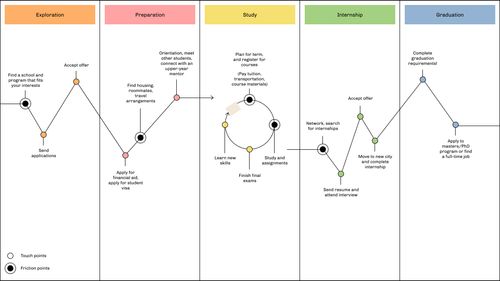 Exploration
Preparation
Study
Internship
Graduation
Accept offer
Find a school and
program that fits
your interests
Send
applications
Orientation, meet
other students,
connect with an
upper-year
mentor
Find housing,
roommates,
travel
arrangements
Apply for
financial aid,
apply for student
visa
Plan for term,
and register for
courses
(Pay tuition,
transportation,
course materials)
Learn new
skills
Study and
assignments
Finish final
exams
Accept offer
Network, search
for internships
Move to new city
and complete
internship
Send resume and
attend interview
Complete
graduation
requirements!
Apply to
masters/PhD
program or find
a full-time job
Touch points
Friction points